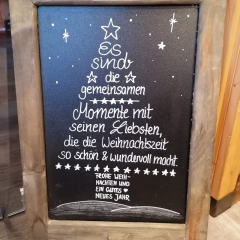 Es
sind
die
gemeinsamen
Momente mit
seinen Liebsten,
die die Weihnachtszeit
so schön & wundervoll macht.
FROHE WEIH-
NACHTEN UND
EIN GUTES
NEUES JAHR